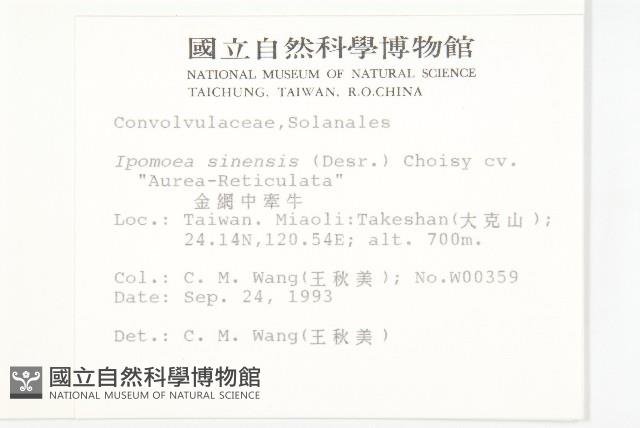 國立自然科學博物館
NATIONAL MUSEUM OF NATURAL SCIENCE
TAICHUNG, TAIWAN, R.O.CHINA
Convolvulaceae,Solanales
Ipomoea sinensis (Desr.) Choisy cv.
"Aurea-Reticulata"
金網中牽牛
Loc.: Taiwan. Miaoli:Takeshan(大克山);
24.14N,120.54E; alt. 700m.
Col.: C. M. Wang(王秋美); No.W00359
Date: Sep. 24, 1993
Det.: C. M. Wang(王秋美)
國立自然科學博物館
NATIONAL MUSEUM OF NATURAL SCIENCE